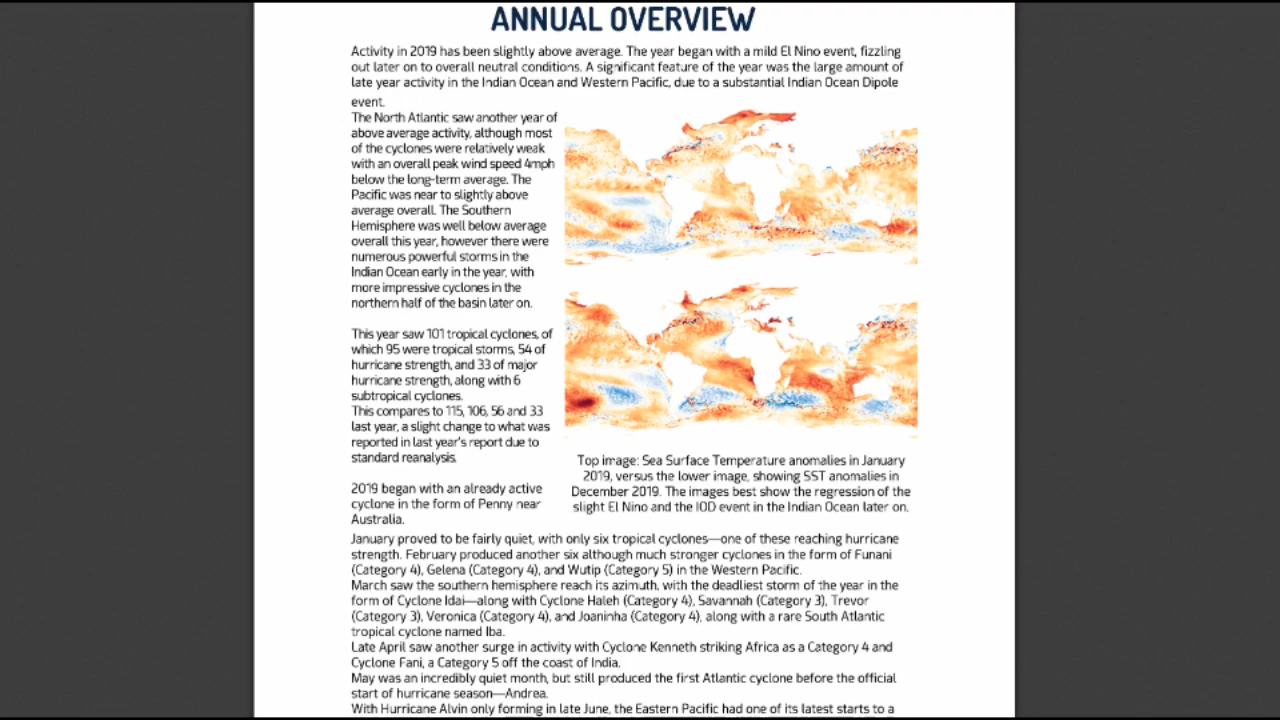 ANNUAL OVERVIEW
Activity in 2019 has been slightly above average. The year began with a mild El Nino event, fizzling
out later on to overall neutral conditions. A significant feature of the year was the large amount of
late year activity in the Indian Ocean and Western Pacific, due to a substantial Indian Ocean Dipole
event.
The North Atlantic saw another year of
above average activity, although most
of the cyclones were relatively weak
with an overall peak wind speed 4mph
below the long-term average. The
Pacific was near to slightly above
average overall. The Southern
Hemisphere was well below average
overall this year, however there were
numerous powerful storms in the
Indian Ocean early in the year, with
more impressive cyclones in the
northern half of the basin later on.
This year saw 101 tropical cyclones, of
which 95 were tropical storms, 54 of
hurricane strength, and 33 of major
hurricane strength, along with 6
subtropical cyclones.
This compares to 115, 106, 56 and 33
last year, a slight change to what was
reported in last year's report due to
standard reanalysis.
2019 began with an already active
cyclone in the form of Penny near
Australia.
Top image: Sea Surface Temperature anomalies in January
2019, versus the lower image, showing SST anomalies in
December 2019. The images best show the regression of the
slight El Nino and the IOD event in the Indian Ocean later on.
January proved to be fairly quiet, with only six tropical cyclones—one of these reaching hurricane
strength. February produced another six although much stronger cyclones in the form of Funani
(Category 4), Gelena (Category 4), and Wutip (Category 5) in the Western Pacific.
March saw the southern hemisphere reach its azimuth, with the deadliest storm of the year in the
form of Cyclone Idai—along with Cyclone Haleh (Category 4), Savannah (Category 3), Trevor
(Category 3), Veronica (Category 4), and Joaninha (Category 4), along with a rare South Atlantic
tropical cyclone named Iba.
Late April saw another surge in activity with Cyclone Kenneth striking Africa as a Category 4 and
Cyclone Fani, a Category 5 off the coast of India.
May was an incredibly quiet month, but still produced the first Atlantic cyclone before the official
start of hurricane season—Andrea.
With Hurricane Alvin only forming in late June, the Eastern Pacific had one of its latest starts to a